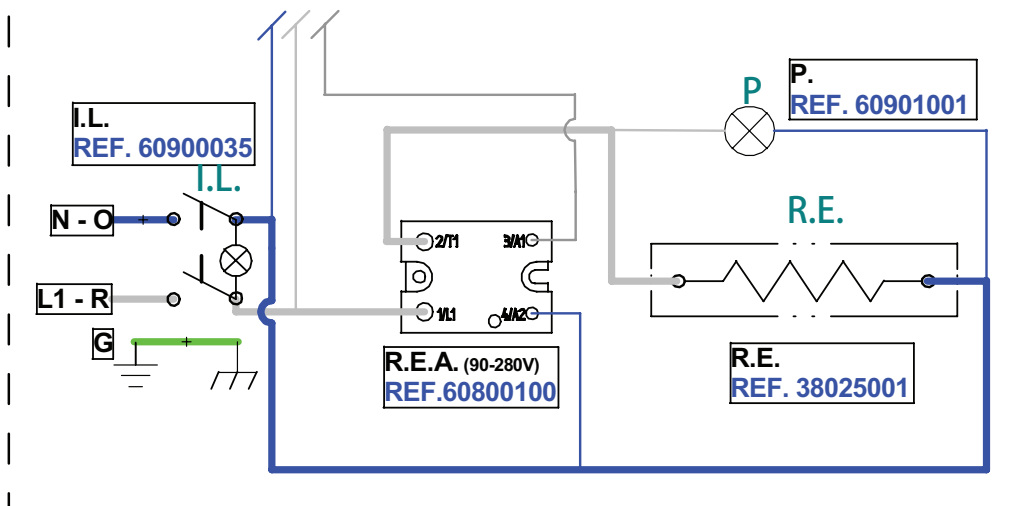 P
P.
REF. 60901001
I.L.
REF. 60900035
I.L.
N - O
L1 - R
G
2/T1
3/A1
1/L1
4/A2
R.E.A. (90-280V)
REF.60800100
R.E.
R.E.
REF. 38025001